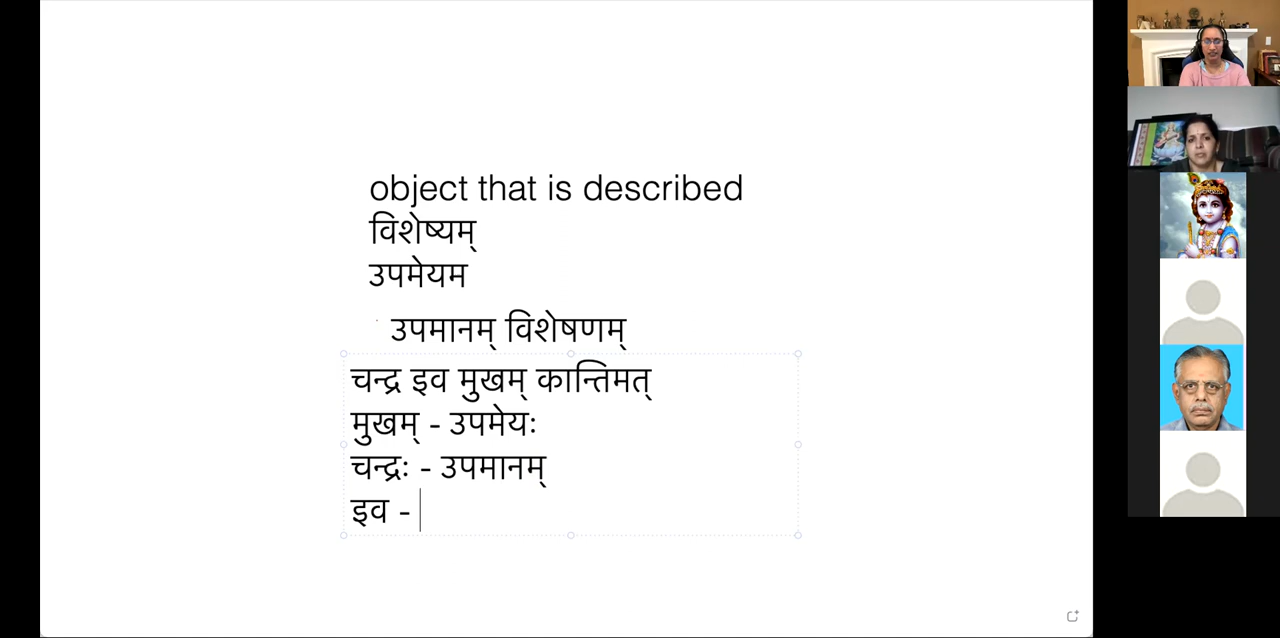 object that is described
विशेष्यम्
उपमेयम
उपमानम् विशेषणम्
चन्द्र इव मुखम् कान्तिमत्
मुखम् - उपमेयः
चन्द्रः - उपमानम्
इव -